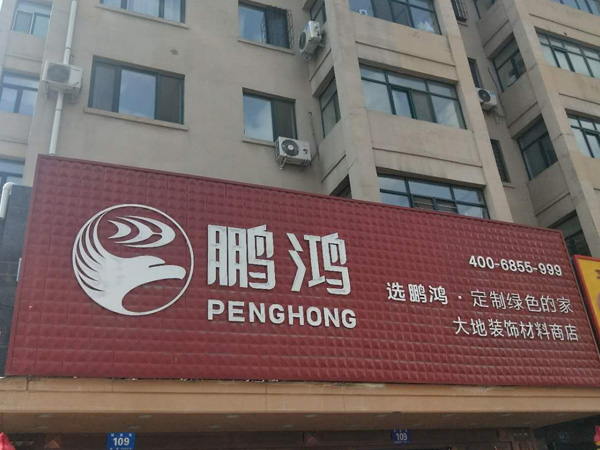 鹏鸿
PENGHONG
400-6855-999
选鹏鸿·定制绿色的家
大地装饰材料商店
109
109